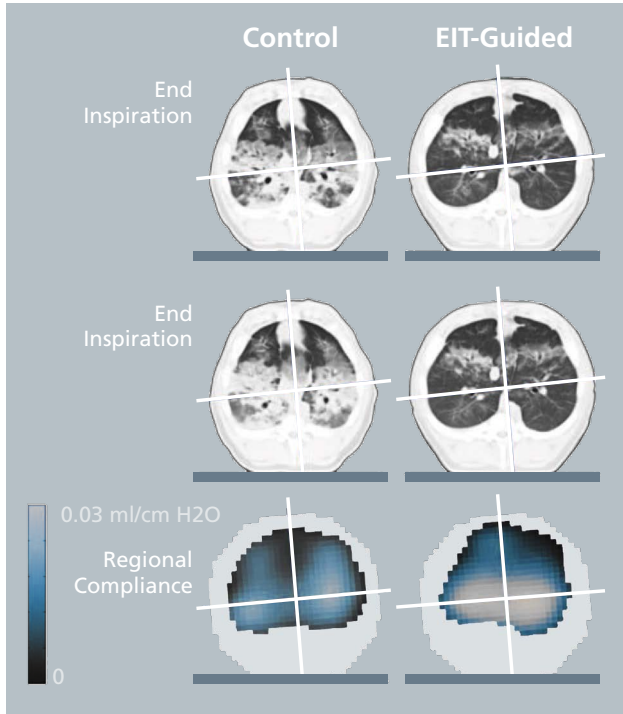 Control
EIT-Guided
End
Inspiration
End
Inspiration
0.03 ml/cm H2O
Regional
Compliance
0